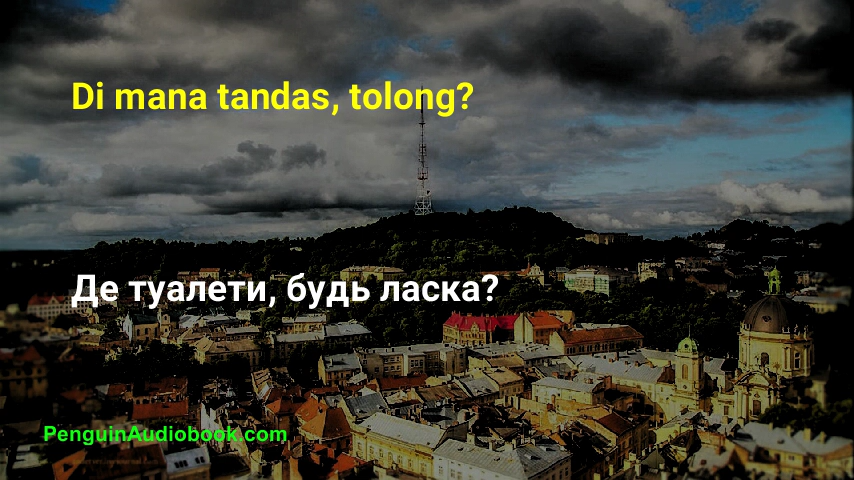 Di mana tandas, tolong?
Де туалети, будь ласка?
PenguinAudiobook.com